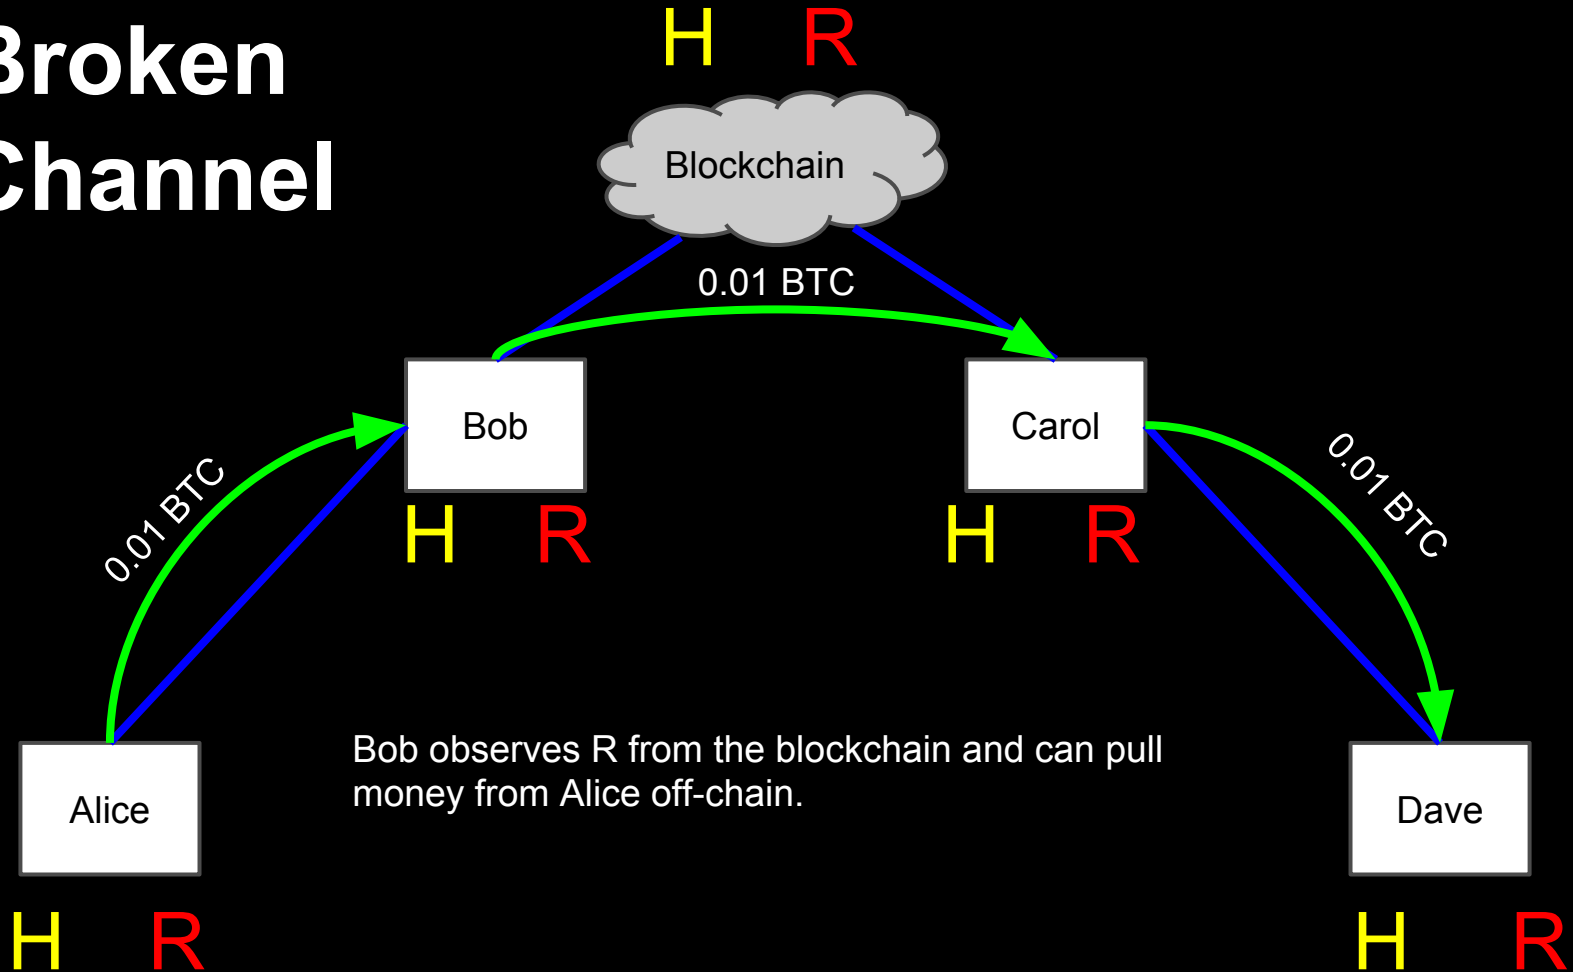 Broken
Channel
H R
Blockchain
0.01 BTC
Bob
Carol
0.01 BTC
0.01 BTC
H R
H R
Bob observes R from the blockchain and can pull
money from Alice off-chain.
Alice
Dave
H R
H R